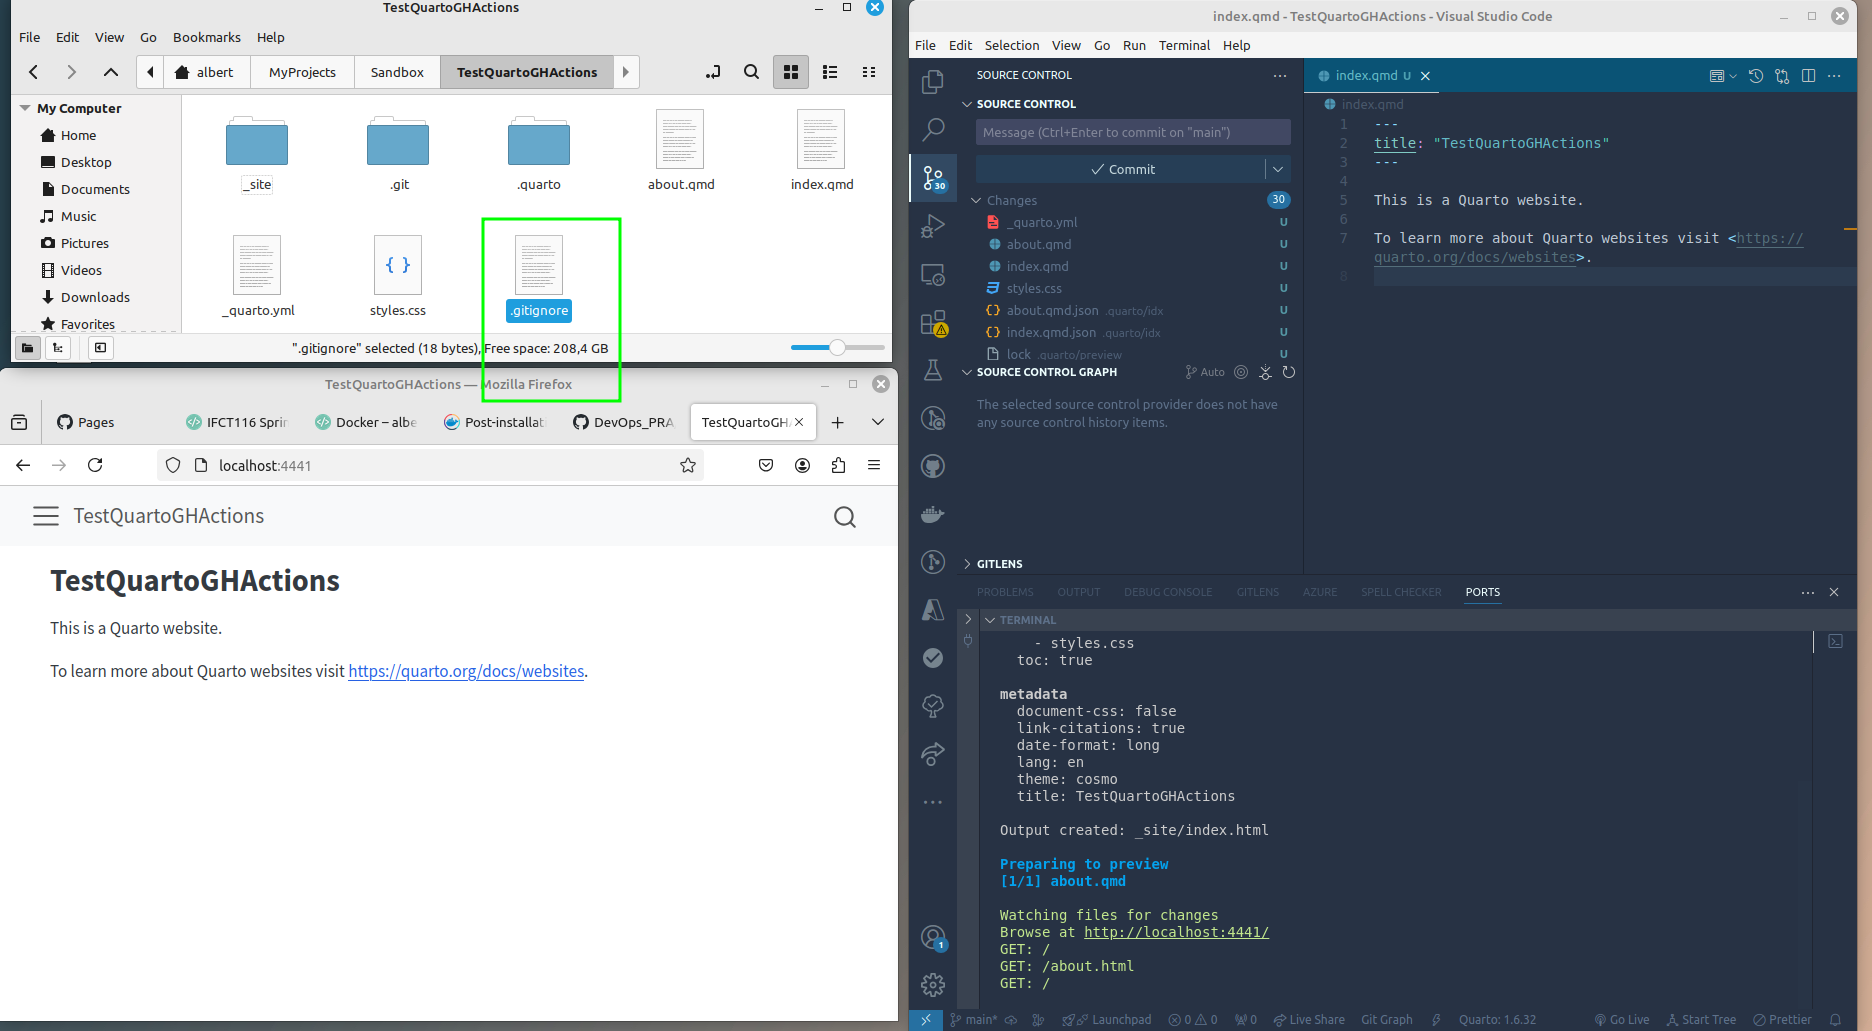 TestQuartoGHActions
File Edit View Go Bookmarks Help
albert MyProjects Sandbox TestQuartoGHActions
My Computer
Home
Desktop
Documents
Music
Pictures
Videos
Downloads
Favorites
_site .git .quarto about.qmd index.qmd
_quarto.yml styles.css .gitignore
".gitignore" selected (18 bytes), Free space: 208,4 GB
TestQuartoGHActions — Mozilla Firefox
Pages IFCT116 Sprin Docker – albe Post-installat DevOps_PRA TestQuartoGH
localhost:4441
TestQuartoGHActions
TestQuartoGHActions
This is a Quarto website.
To learn more about Quarto websites visit https://quarto.org/docs/websites.
index.qmd - TestQuartoGHActions - Visual Studio Code
File Edit Selection View Go Run Terminal Help
SOURCE CONTROL
SOURCE CONTROL
Message (Ctrl+Enter to commit on "main")
Commit
30
Changes 30
_quarto.yml U
about.qmd U
index.qmd U
styles.css U
about.qmd.json .quarto/idx U
index.qmd.json .quarto/idx U
lock .quarto/preview U
SOURCE CONTROL GRAPH Auto
The selected source control provider does not have
any source control history items.
GITLENS
index.qmd U
index.qmd
1 ---
2 title: "TestQuartoGHActions"
3 ---
4
5 This is a Quarto website.
6
7 To learn more about Quarto websites visit <https://
quarto.org/docs/websites>.
8
PROBLEMS OUTPUT DEBUG CONSOLE GITLENS AZURE SPELL CHECKER PORTS
TERMINAL
- styles.css
toc: true
metadata
document-css: false
link-citations: true
date-format: long
lang: en
theme: cosmo
title: TestQuartoGHActions
Output created: _site/index.html
Preparing to preview
[1/1] about.qmd
Watching files for changes
Browse at http://localhost:4441/
GET: /
GET: /about.html
GET: /
1
main* Launchpad 0 0 0 Live Share Git Graph Quarto: 1.6.32 Go Live Start Tree Prettier